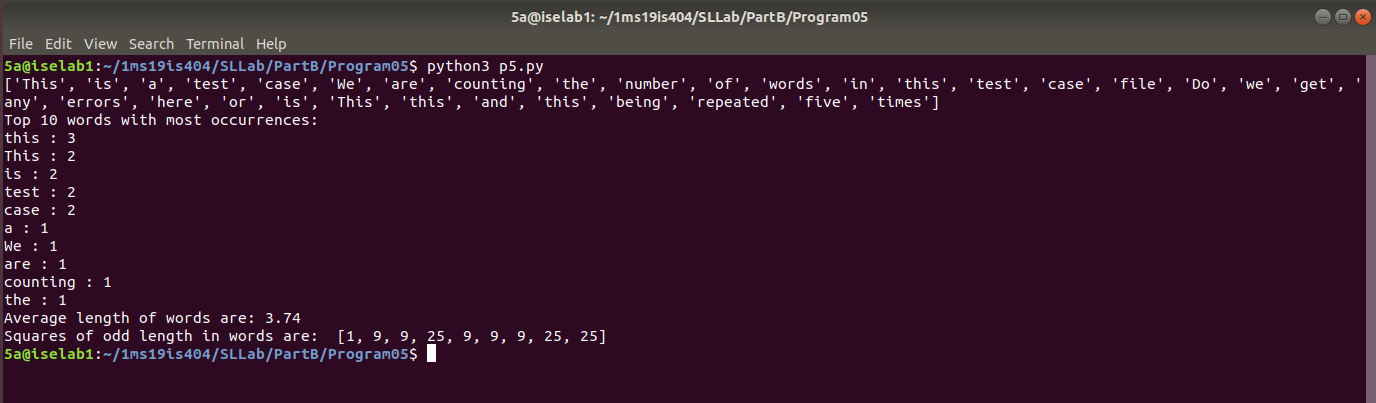 5a@iselab1: ~/1ms19is404/SLLab/PartB/Program05
File Edit View Search Terminal Help
5a@iselab1:~/1ms19is404/SLLab/PartB/Program05$ python3 p5.py
['This', 'is', 'a', 'test', 'case', 'We', 'are', 'counting', 'the', 'number', 'of', 'words', 'in', 'this', 'test', 'case', 'file', 'Do', 'we', 'get', '
any', 'errors', 'here', 'or', 'is', 'This', 'this', 'and', 'this', 'being', 'repeated', 'five', 'times']
Top 10 words with most occurrences:
this : 3
This : 2
is : 2
test : 2
case : 2
a : 1
We : 1
are : 1
counting : 1
the : 1
Average length of words are: 3.74
Squares of odd length in words are:  [1, 9, 9, 25, 9, 9, 9, 25, 25]
5a@iselab1:~/1ms19is404/SLLab/PartB/Program05$